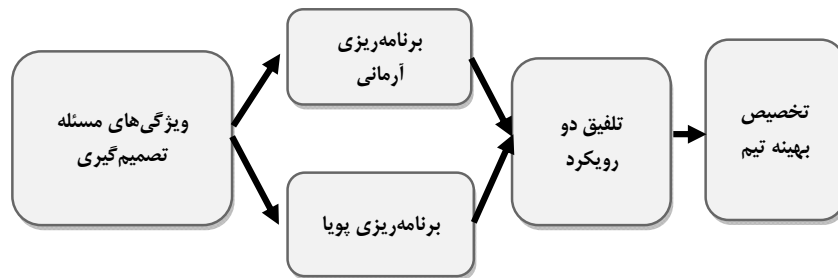 ویژگی‌های مسئله
تصمیم‌گیری
برنامه‌ریزی
آرمانی
برنامه‌ریزی پویا
تلفیق دو
رویکرد
تخصیص
بهینه تیم